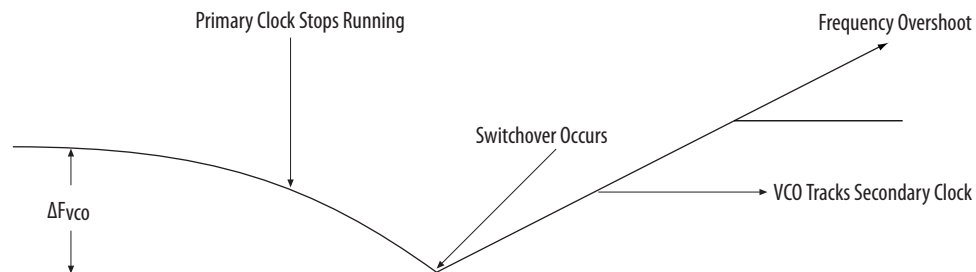 Primary Clock Stops Running
Frequency Overshoot
Switchover Occurs
VCO Tracks Secondary Clock
ΔFvco